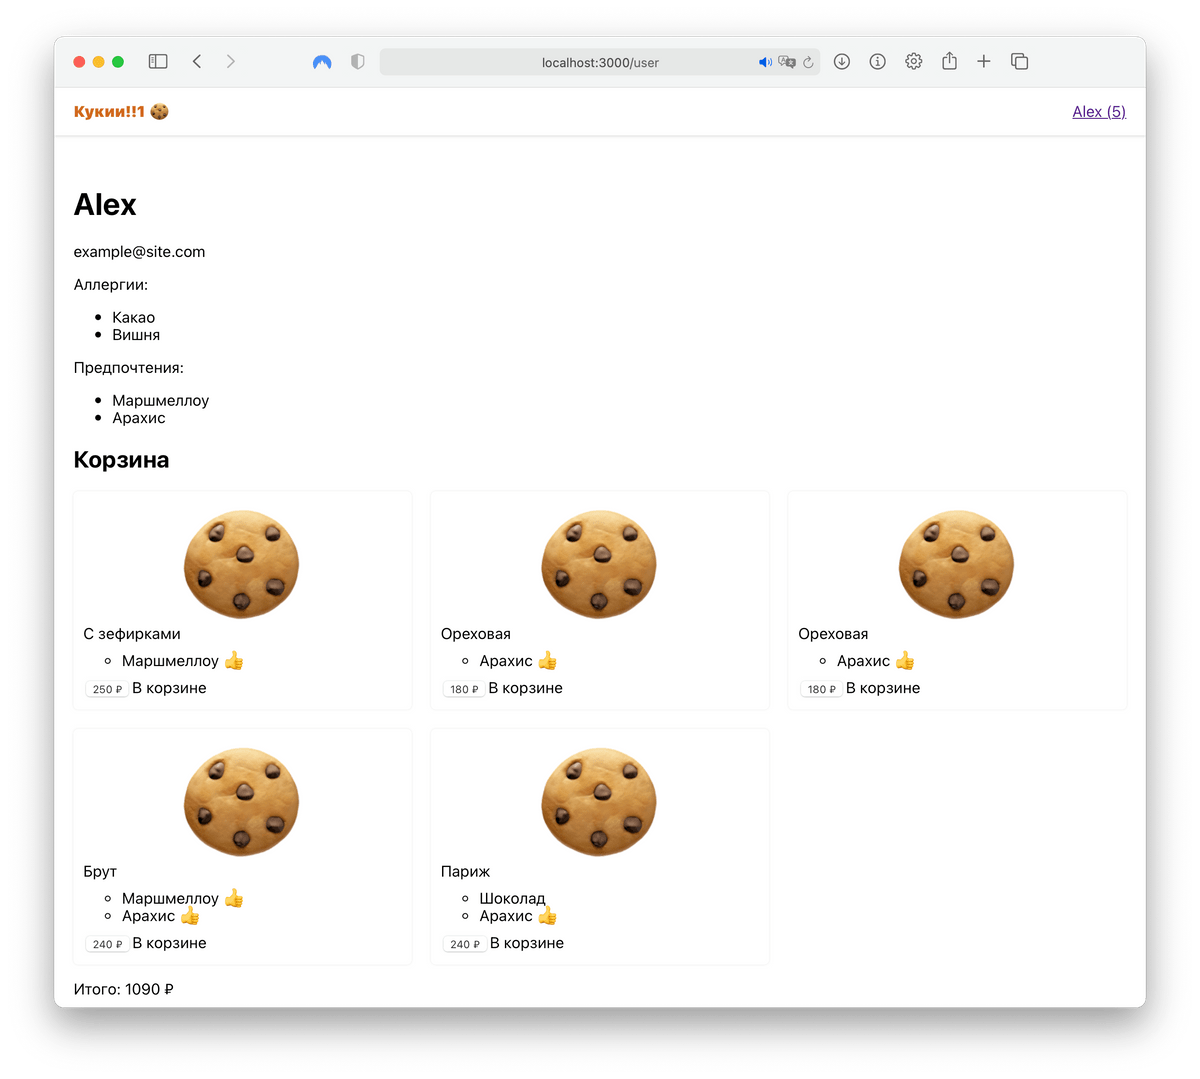 localhost:3000/user
Кукии!!1 🍪
Alex (5)
Alex
example@site.com
Аллергии:
Какао
Вишня
Предпочтения:
Маршмеллоу
Арахис
Корзина
С зефирками
Маршмеллоу 👍
250 ₽ В корзине
Ореховая
Арахис 👍
180 ₽ В корзине
Ореховая
Арахис 👍
180 ₽ В корзине
Брут
Маршмеллоу 👍
Арахис 👍
240 ₽ В корзине
Париж
Шоколад
Арахис 👍
240 ₽ В корзине
Итого: 1090 ₽